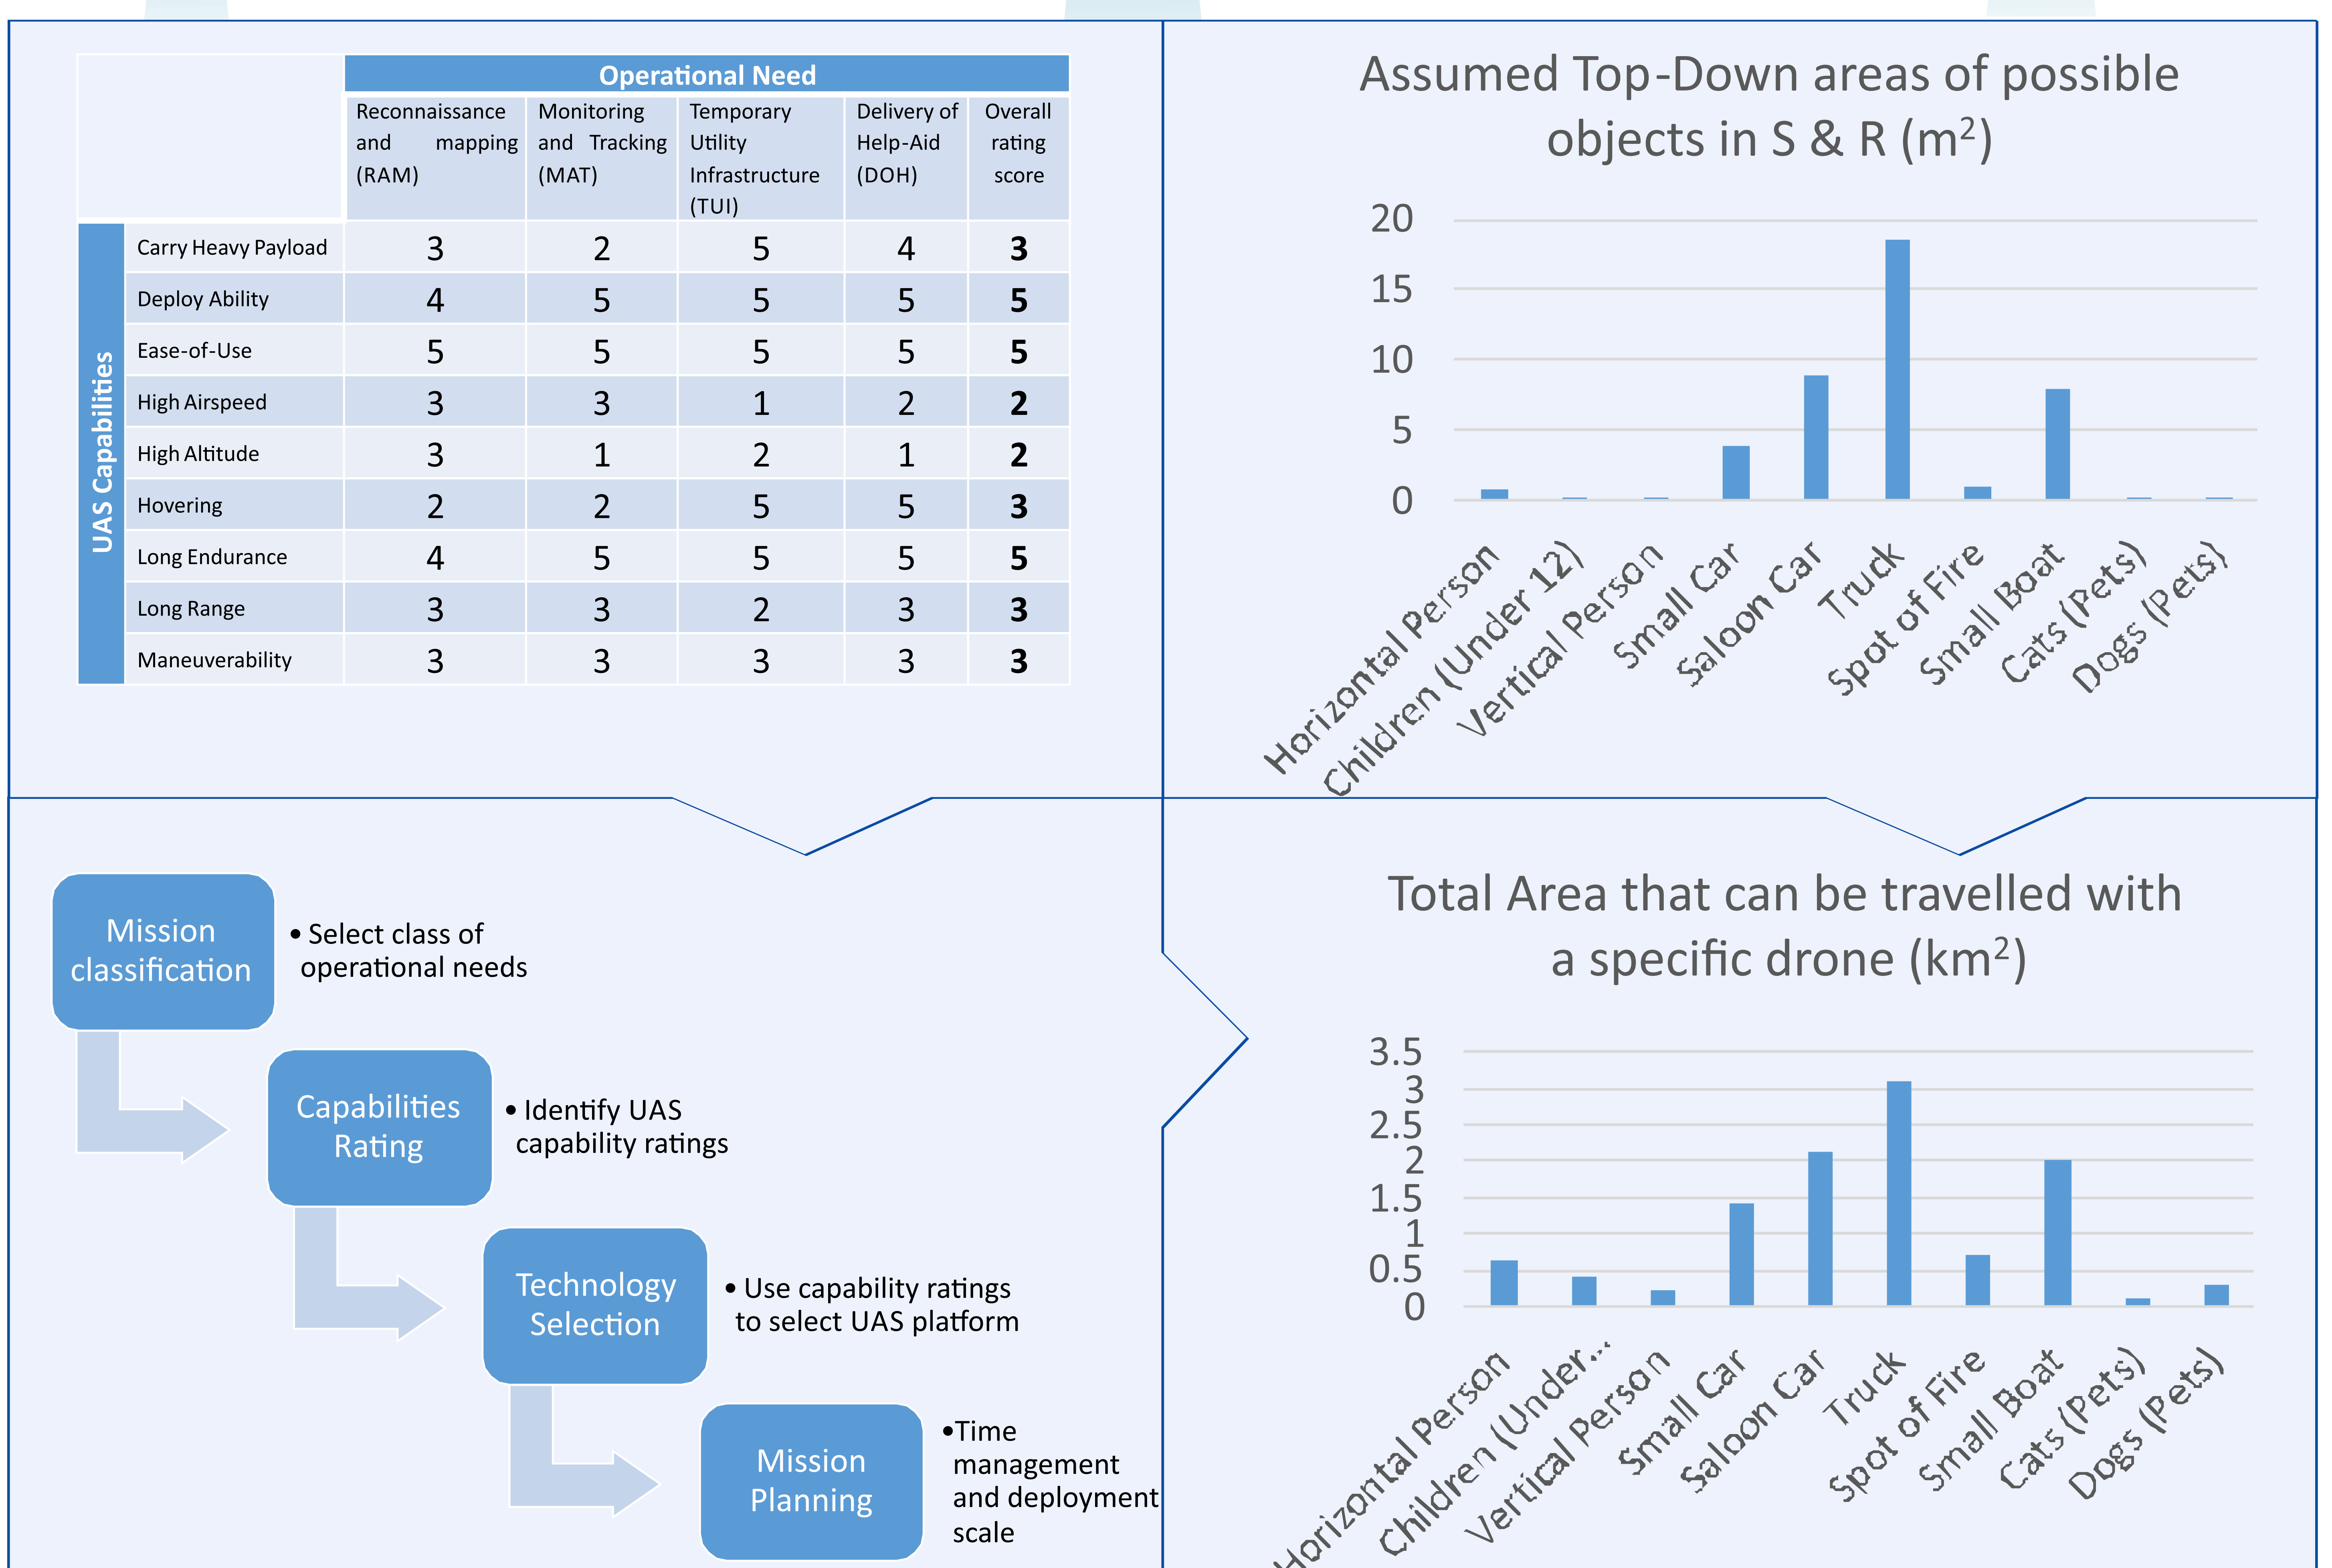 Operational Need
Reconnaissance and mapping (RAM)
Monitoring and Tracking (MAT)
Temporary Utility Infrastructure (TUI)
Delivery of Help-Aid (DOH)
Overall rating score
UAS Capabilities
Carry Heavy Payload 3 2 5 4 3
Deploy Ability 4 5 5 5 5
Ease-of-Use 5 5 5 5 5
High Airspeed 3 3 1 2 2
High Altitude 3 1 2 1 2
Hovering 2 2 5 5 3
Long Endurance 4 5 5 5 5
Long Range 3 3 2 3 3
Maneuverability 3 3 3 3 3
Assumed Top-Down areas of possible
objects in S & R (m²)
20
15
10
5
0
Horizontal Person
Children (Under 12)
Vertical Person
Small Car
Saloon Car
Truck
Spot of Fire
Small Boat
Cats (Pets)
Dogs (Pets)
Mission
classification
• Select class of
operational needs
Capabilities
Rating
• Identify UAS
capability ratings
Technology
Selection
• Use capability ratings
to select UAS platform
Mission
Planning
•Time
management
and deployment
scale
Total Area that can be travelled with
a specific drone (km²)
3.5
3
2.5
2
1.5
1
0.5
0
Horizontal Person
Children (Under...
Vertical Person
Small Car
Saloon Car
Truck
Spot of Fire
Small Boat
Cats (Pets)
Dogs (Pets)